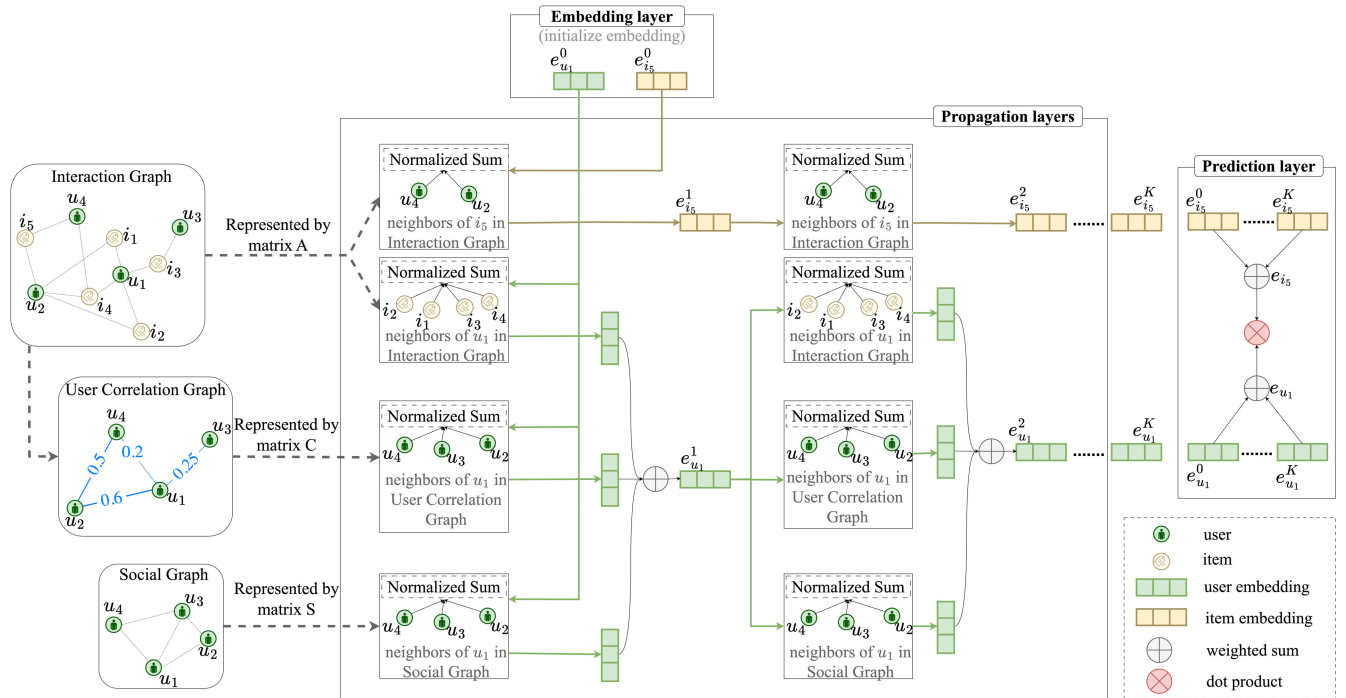 Embedding layer
(initialize embedding)
e_{u_1}^0
e_{i_5}^0
Propagation layers
Interaction Graph
u_4
u_3
i_5
i_1
i_3
u_1
u_2
i_4
i_2
Represented by
matrix A
Normalized Sum
u_4
u_2
neighbors of i_5 in
Interaction Graph
e_{i_5}^1
Normalized Sum
u_4
u_2
neighbors of i_5 in
Interaction Graph
e_{i_5}^2
e_{i_5}^K
Normalized Sum
i_2
i_1
i_3
i_4
neighbors of u_1 in
Interaction Graph
Normalized Sum
i_2
i_1
i_3
i_4
neighbors of u_1 in
Interaction Graph
User Correlation Graph
u_4
u_3
0.5
0.2
0.25
0.6
u_1
u_2
Represented by
matrix C
Normalized Sum
u_4
u_3
u_2
neighbors of u_1 in
User Correlation
Graph
e_{u_1}^1
Normalized Sum
u_4
u_3
u_2
neighbors of u_1 in
User Correlation
Graph
e_{u_1}^2
e_{u_1}^K
Social Graph
u_4
u_3
u_2
u_1
Represented by
matrix S
Normalized Sum
u_4
u_3
u_2
neighbors of u_1 in
Social Graph
Normalized Sum
u_4
u_3
u_2
neighbors of u_1 in
Social Graph
Prediction layer
e_{i_5}^0
e_{i_5}^K
e_{i_5}
e_{u_1}
e_{u_1}^0
e_{u_1}^K
user
item
user embedding
item embedding
weighted sum
dot product